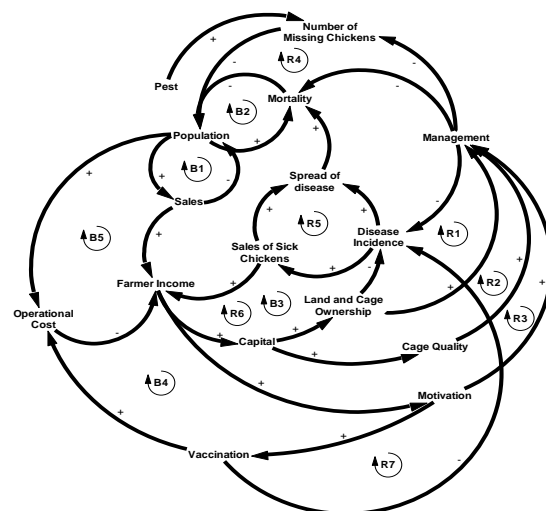 Number of
Missing Chickens
+
-
R4
+
-
Pest
-
Mortality
-
B2
Population
Management
+
+
-
+
B1
Spread of
disease
+
-
Sales
-
+
+
R5
R1
B5
+
Sales of Sick
Chickens
Disease
Incidence
+
+
-
+
+
Farmer Income
B3
Land and Cage
Ownership
R2
R6
R3
Operational
Cost
-
+
+
Capital
+
Cage Quality
B4
Motivation
+
+
+
Vaccination
R7
-